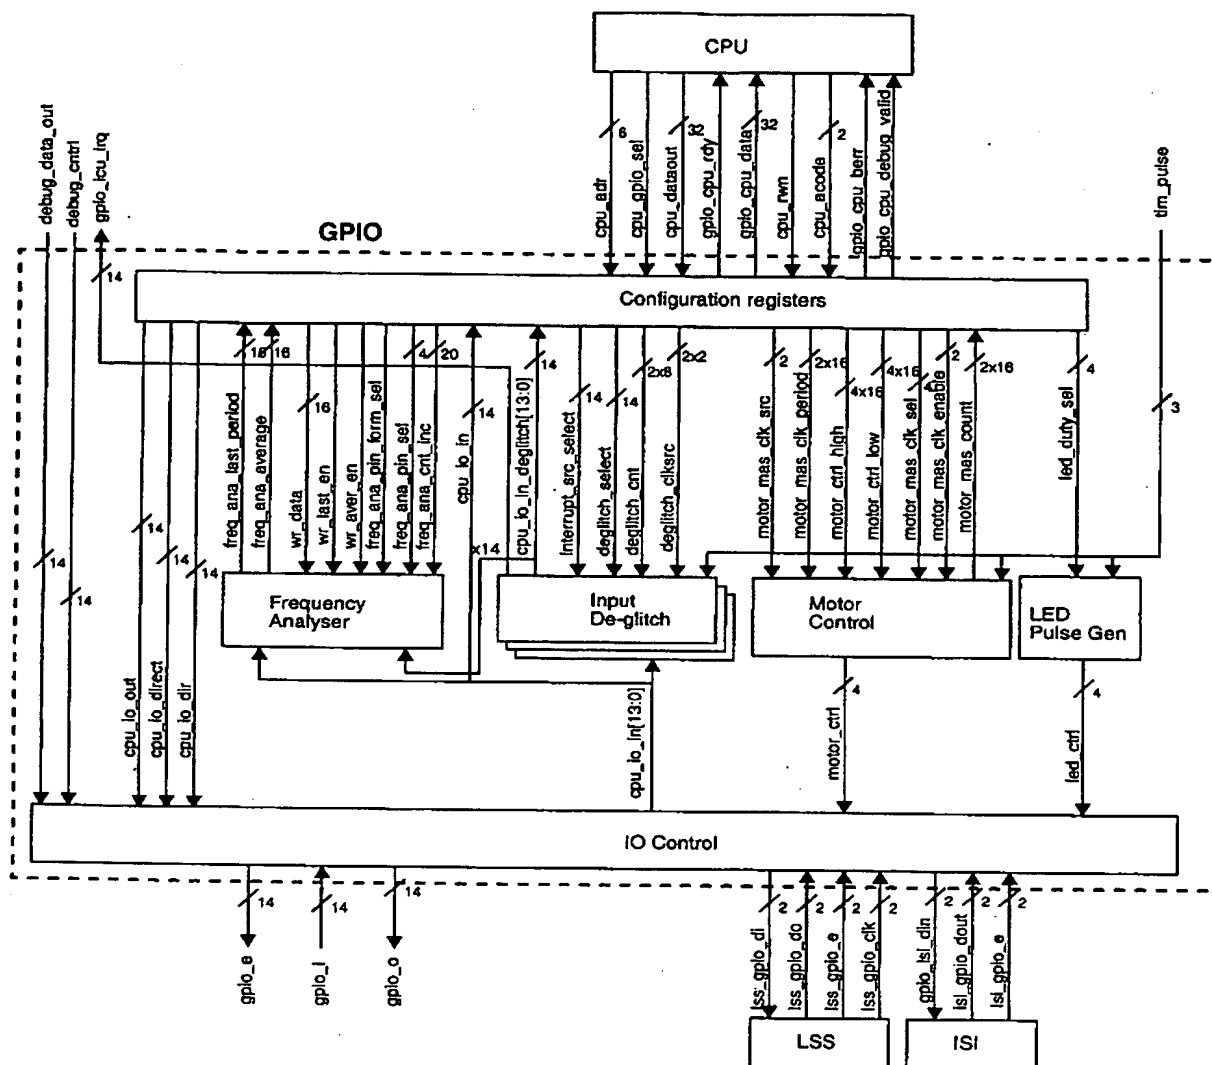 CPU
debug_data_out
debug_cntrl
gpio_icu_irq
tim_pulse
6
32
32
2
cpu_adr
cpu_gpio_sel
cpu_dataout
gpio_cpu_rdy
gpio_cpu_data
cpu_rwn
cpu_acode
gpio_cpu_berr
gpio_cpu_debug_valid
GPIO
14
Configuration registers
16
16
4
20
14
2
2x16
2
4
2x8
2x2
4x16
4x16
4
2x16
3
16
14
14
14
freq_ana_last_period
freq_ana_average
wr_data
wr_last_en
wr_aver_en
freq_ana_pin_form_sel
freq_ana_pin_sel
freq_ana_cnt_inc
cpu_io_in
cpu_io_in_deglitch[13:0]
interrupt_src_select
deglitch_select
deglitch_cnt
deglitch_clksrc
motor_mas_clk_src
motor_mas_clk_period
motor_ctrl_high
motor_ctrl_low
motor_mas_clk_sel
motor_mas_clk_enable
motor_mas_count
led_duty_sel
14
14
14
14
14
x14
Frequency
Analyser
Input
De-glitch
Motor
Control
LED
Pulse Gen
cpu_io_out
cpu_io_direct
cpu_io_dir
cpu_io_in[13:0]
4
motor_ctrl
4
led_ctrl
IO Control
14
14
14
2
2
2
2
2
2
2
gpio_e
gpio_i
gpio_o
lss_gpio_di
lss_gpio_do
lss_gpio_e
lss_gpio_clk
gpio_isi_din
isi_gpio_dout
isi_gpio_e
LSS
ISI